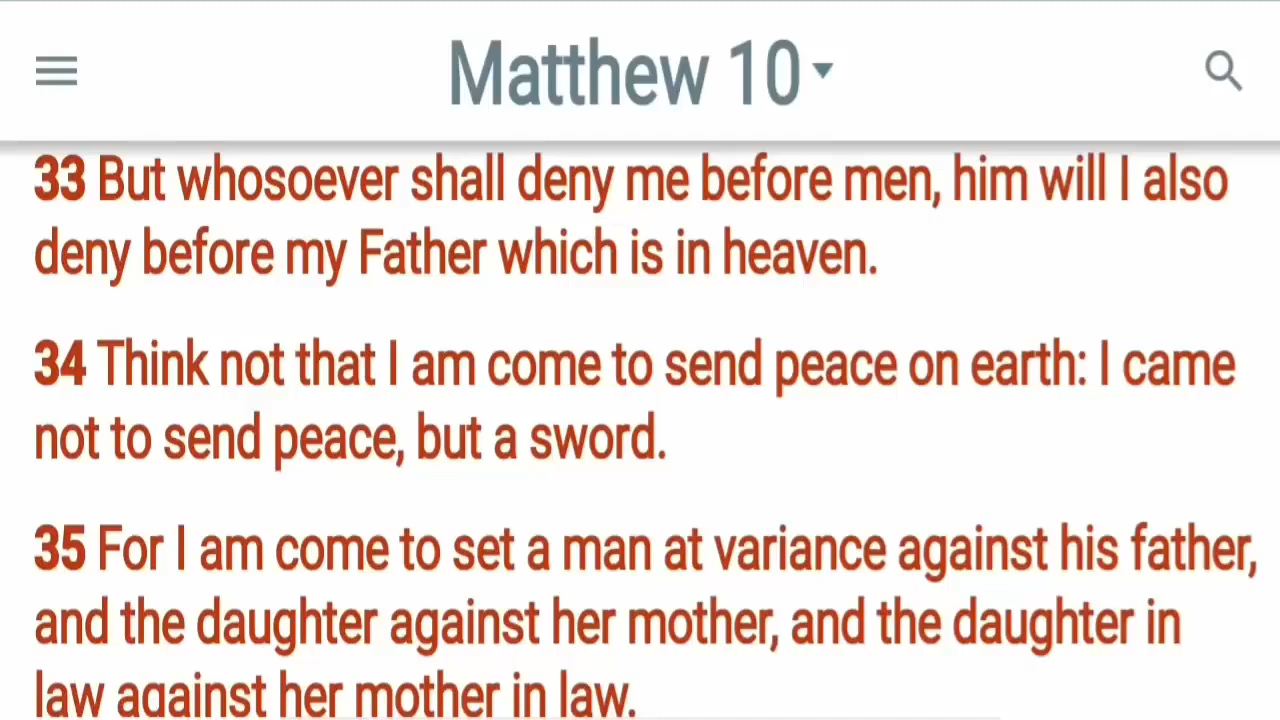 Matthew 10
33 But whosoever shall deny me before men, him will I also
deny before my Father which is in heaven.
34 Think not that I am come to send peace on earth: I came
not to send peace, but a sword.
35 For I am come to set a man at variance against his father,
and the daughter against her mother, and the daughter in
law against her mother in law.